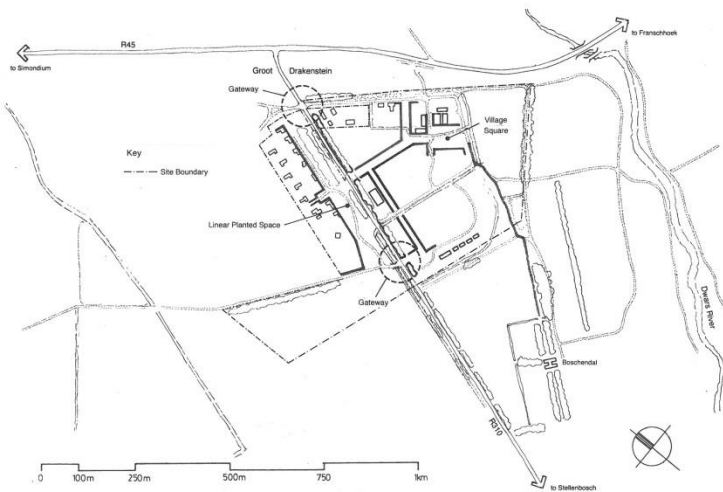 R45
to Franschhoek
to Simondium
Groot Drakenstein
Gateway
Village
Square
Key
Site Boundary
Linear Planted Space
Gateway
Dwars River
Boschendal
R310
0 100m 250m 500m 750 1km
to Stellenbosch